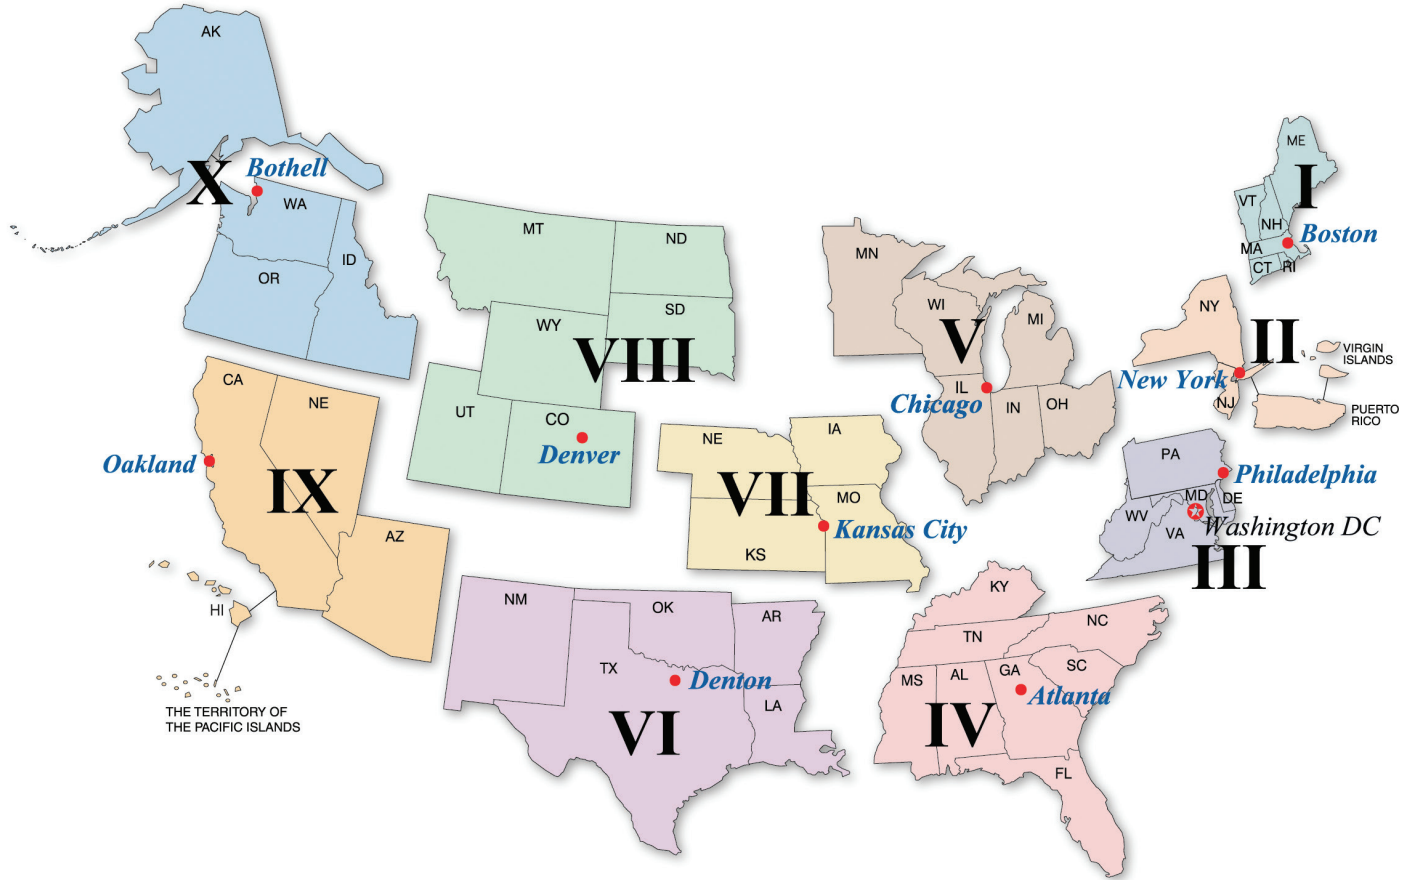 AK
X
Bothell
WA
OR
ID
MT
ND
SD
WY
VIII
UT
CO
Denver
CA
NE
Oakland
IX
AZ
HI
THE TERRITORY OF
THE PACIFIC ISLANDS
MN
WI
MI
V
IL
IN
OH
Chicago
NE
IA
VII
MO
KS
Kansas City
NM
OK
AR
TX
Denton
LA
VI
KY
TN
NC
SC
MS
AL
GA
Atlanta
IV
FL
ME
I
VT
NH
MA
Boston
CT
RI
NY
II
VIRGIN
ISLANDS
New York
NJ
PUERTO
RICO
PA
Philadelphia
MD
DE
WV
VA
Washington DC
III